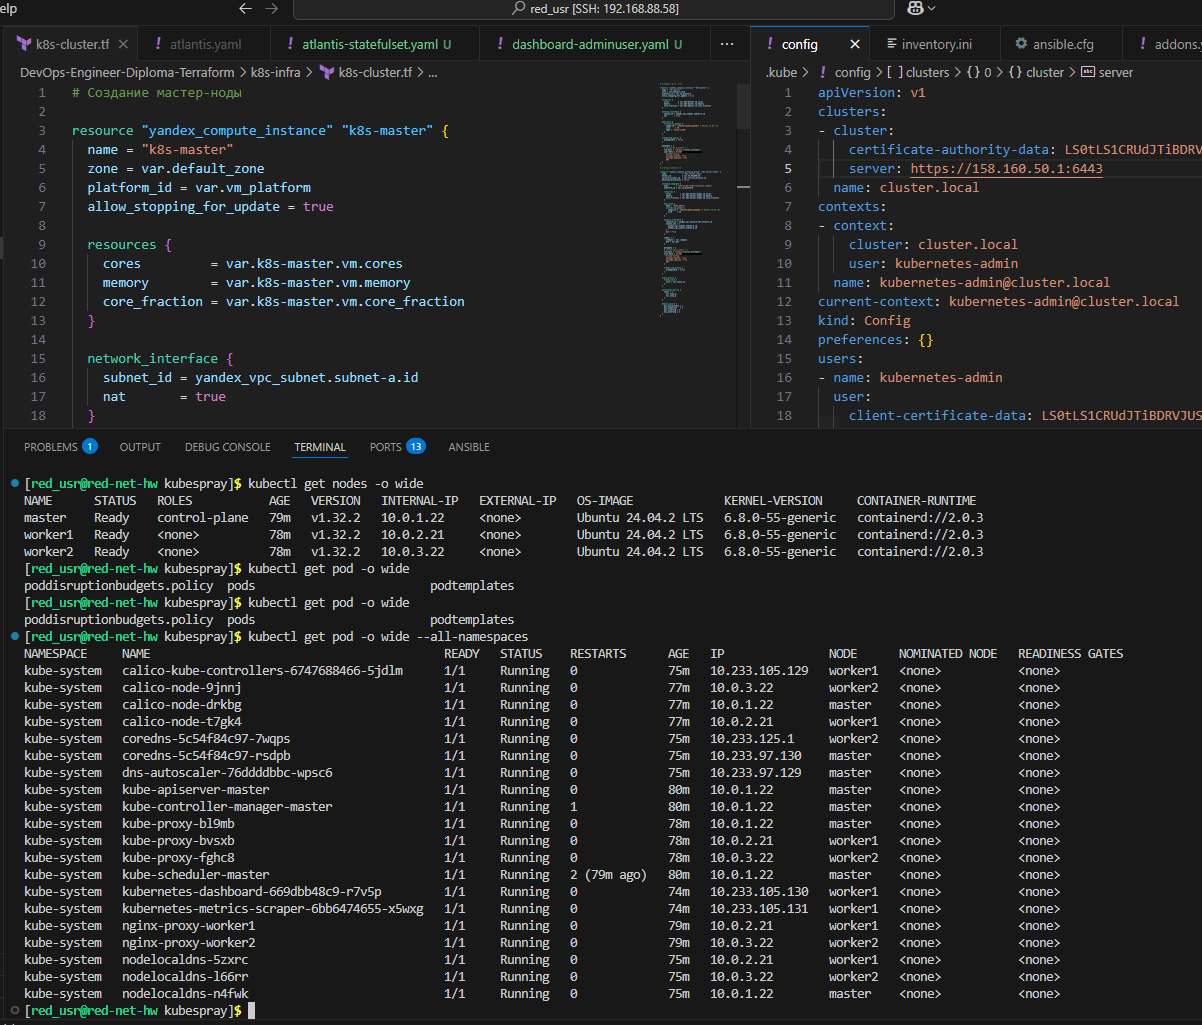 elp
← → red_usr [SSH: 192.168.88.58]
k8s-cluster.tf × ! atlantis.yaml ! atlantis-statefulset.yaml U ! dashboard-adminuser.yaml U ··· ! config × inventory.ini ansible.cfg ! addons.
DevOps-Engineer-Diploma-Terraform > k8s-infra > k8s-cluster.tf > ...
1 # Создание мастер-ноды
2
3 resource "yandex_compute_instance" "k8s-master" {
4 name = "k8s-master"
5 zone = var.default_zone
6 platform_id = var.vm_platform
7 allow_stopping_for_update = true
8
9 resources {
10 cores = var.k8s-master.vm.cores
11 memory = var.k8s-master.vm.memory
12 core_fraction = var.k8s-master.vm.core_fraction
13 }
14
15 network_interface {
16 subnet_id = yandex_vpc_subnet.subnet-a.id
17 nat = true
18 }
.kube > ! config > [ ] clusters > {} 0 > {} cluster > server
1 apiVersion: v1
2 clusters:
3 - cluster:
4 certificate-authority-data: LS0tLS1CRUdJTiBDRV
5 server: https://158.160.50.1:6443
6 name: cluster.local
7 contexts:
8 - context:
9 cluster: cluster.local
10 user: kubernetes-admin
11 name: kubernetes-admin@cluster.local
12 current-context: kubernetes-admin@cluster.local
13 kind: Config
14 preferences: {}
15 users:
16 - name: kubernetes-admin
17 user:
18 client-certificate-data: LS0tLS1CRUdJTiBDRVJUS
PROBLEMS 1 OUTPUT DEBUG CONSOLE TERMINAL PORTS 13 ANSIBLE
[red_usr@red-net-hw kubespray]$ kubectl get nodes -o wide
NAME STATUS ROLES AGE VERSION INTERNAL-IP EXTERNAL-IP OS-IMAGE KERNEL-VERSION CONTAINER-RUNTIME
master Ready control-plane 79m v1.32.2 10.0.1.22 <none> Ubuntu 24.04.2 LTS 6.8.0-55-generic containerd://2.0.3
worker1 Ready <none> 78m v1.32.2 10.0.2.21 <none> Ubuntu 24.04.2 LTS 6.8.0-55-generic containerd://2.0.3
worker2 Ready <none> 78m v1.32.2 10.0.3.22 <none> Ubuntu 24.04.2 LTS 6.8.0-55-generic containerd://2.0.3
[red_usr@red-net-hw kubespray]$ kubectl get pod -o wide
poddisruptionbudgets.policy pods podtemplates
[red_usr@red-net-hw kubespray]$ kubectl get pod -o wide
poddisruptionbudgets.policy pods podtemplates
[red_usr@red-net-hw kubespray]$ kubectl get pod -o wide --all-namespaces
NAMESPACE NAME READY STATUS RESTARTS AGE IP NODE NOMINATED NODE READINESS GATES
kube-system calico-kube-controllers-6747688466-5jdlm 1/1 Running 0 75m 10.233.105.129 worker1 <none> <none>
kube-system calico-node-9jnnj 1/1 Running 0 77m 10.0.3.22 worker2 <none> <none>
kube-system calico-node-drkbg 1/1 Running 0 77m 10.0.1.22 master <none> <none>
kube-system calico-node-t7gk4 1/1 Running 0 77m 10.0.2.21 worker1 <none> <none>
kube-system coredns-5c54f84c97-7wqps 1/1 Running 0 75m 10.233.125.1 worker2 <none> <none>
kube-system coredns-5c54f84c97-rsdpb 1/1 Running 0 75m 10.233.97.130 master <none> <none>
kube-system dns-autoscaler-76ddddbbc-wpsc6 1/1 Running 0 75m 10.233.97.129 master <none> <none>
kube-system kube-apiserver-master 1/1 Running 0 80m 10.0.1.22 master <none> <none>
kube-system kube-controller-manager-master 1/1 Running 1 80m 10.0.1.22 master <none> <none>
kube-system kube-proxy-bl9mb 1/1 Running 0 78m 10.0.1.22 master <none> <none>
kube-system kube-proxy-bvsxb 1/1 Running 0 78m 10.0.2.21 worker1 <none> <none>
kube-system kube-proxy-fghc8 1/1 Running 0 78m 10.0.3.22 worker2 <none> <none>
kube-system kube-scheduler-master 1/1 Running 2 (79m ago) 80m 10.0.1.22 master <none> <none>
kube-system kubernetes-dashboard-669dbb48c9-r7v5p 1/1 Running 0 74m 10.233.105.130 worker1 <none> <none>
kube-system kubernetes-metrics-scraper-6bb6474655-x5wxg 1/1 Running 0 74m 10.233.105.131 worker1 <none> <none>
kube-system nginx-proxy-worker1 1/1 Running 0 79m 10.0.2.21 worker1 <none> <none>
kube-system nginx-proxy-worker2 1/1 Running 0 79m 10.0.3.22 worker2 <none> <none>
kube-system nodelocaldns-5zxrc 1/1 Running 0 75m 10.0.2.21 worker1 <none> <none>
kube-system nodelocaldns-l66rr 1/1 Running 0 75m 10.0.3.22 worker2 <none> <none>
kube-system nodelocaldns-n4fwk 1/1 Running 0 75m 10.0.1.22 master <none> <none>
[red_usr@red-net-hw kubespray]$